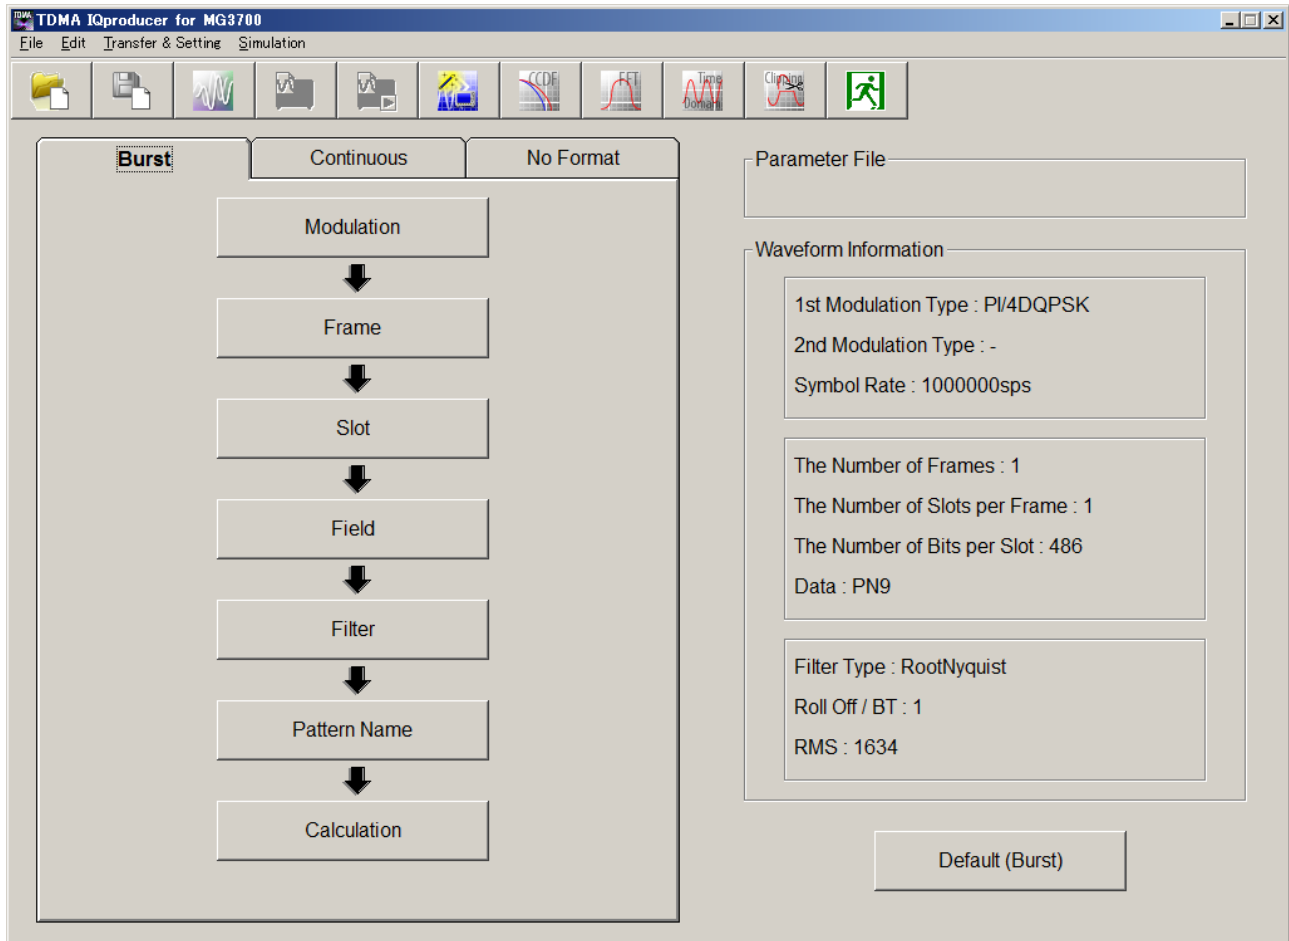 TDMA IQproducer for MG3700
File Edit Transfer & Setting Simulation
CCDF FFT Time Domain Clipping
Burst Continuous No Format
Modulation
Frame
Slot
Field
Filter
Pattern Name
Calculation
Parameter File
Waveform Information
1st Modulation Type : PI/4DQPSK
2nd Modulation Type : -
Symbol Rate : 1000000sps
The Number of Frames : 1
The Number of Slots per Frame : 1
The Number of Bits per Slot : 486
Data : PN9
Filter Type : RootNyquist
Roll Off / BT : 1
RMS : 1634
Default (Burst)